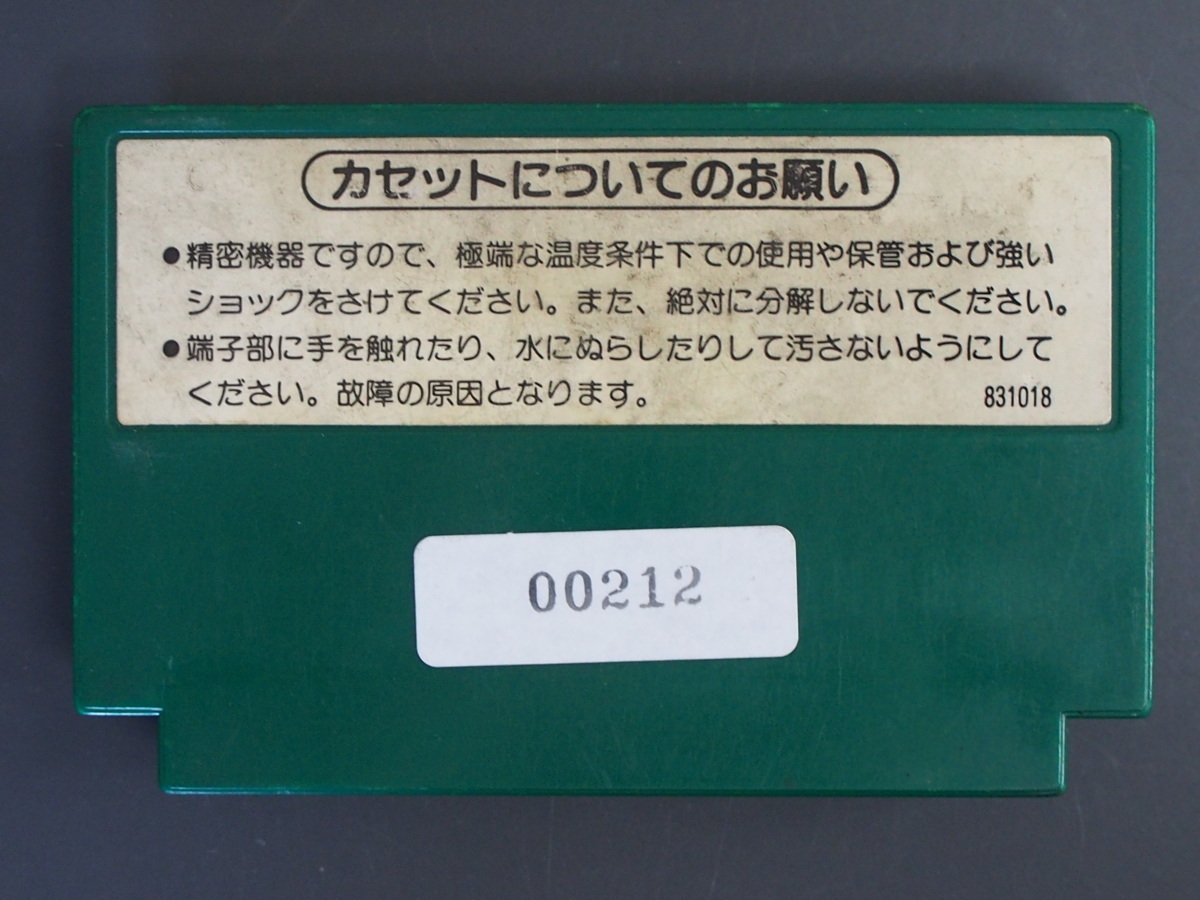 カセットについてのお願い
●精密機器ですので、極端な温度条件下での使用や保管および強い
ショックをさけてください。また、絶対に分解しないでください。
●端子部に手を触れたり、水にぬらしたりして汚さないようにして
ください。故障の原因となります。 831018
00212